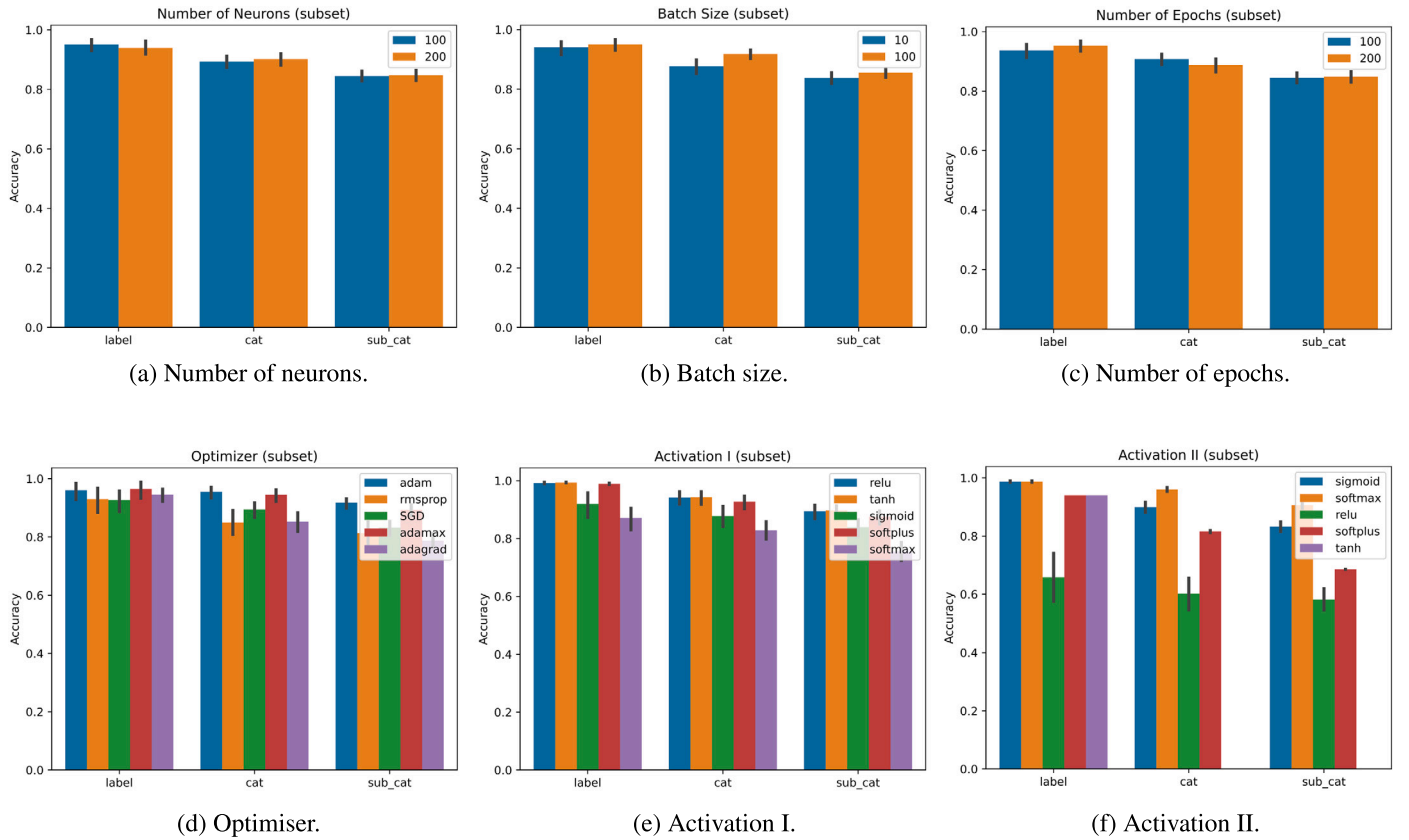 Number of Neurons (subset)
100
200
Accuracy
1.0
0.8
0.6
0.4
0.2
0.0
label cat sub_cat
(a) Number of neurons.
Batch Size (subset)
10
100
Accuracy
1.0
0.8
0.6
0.4
0.2
0.0
label cat sub_cat
(b) Batch size.
Number of Epochs (subset)
100
200
Accuracy
1.0
0.8
0.6
0.4
0.2
0.0
label cat sub_cat
(c) Number of epochs.
Optimizer (subset)
adam
rmsprop
SGD
adamax
adagrad
Accuracy
1.0
0.8
0.6
0.4
0.2
0.0
label cat sub_cat
(d) Optimiser.
Activation I (subset)
relu
tanh
sigmoid
softplus
softmax
Accuracy
1.0
0.8
0.6
0.4
0.2
0.0
label cat sub_cat
(e) Activation I.
Activation II (subset)
sigmoid
softmax
relu
softplus
tanh
Accuracy
1.0
0.8
0.6
0.4
0.2
0.0
label cat sub_cat
(f) Activation II.